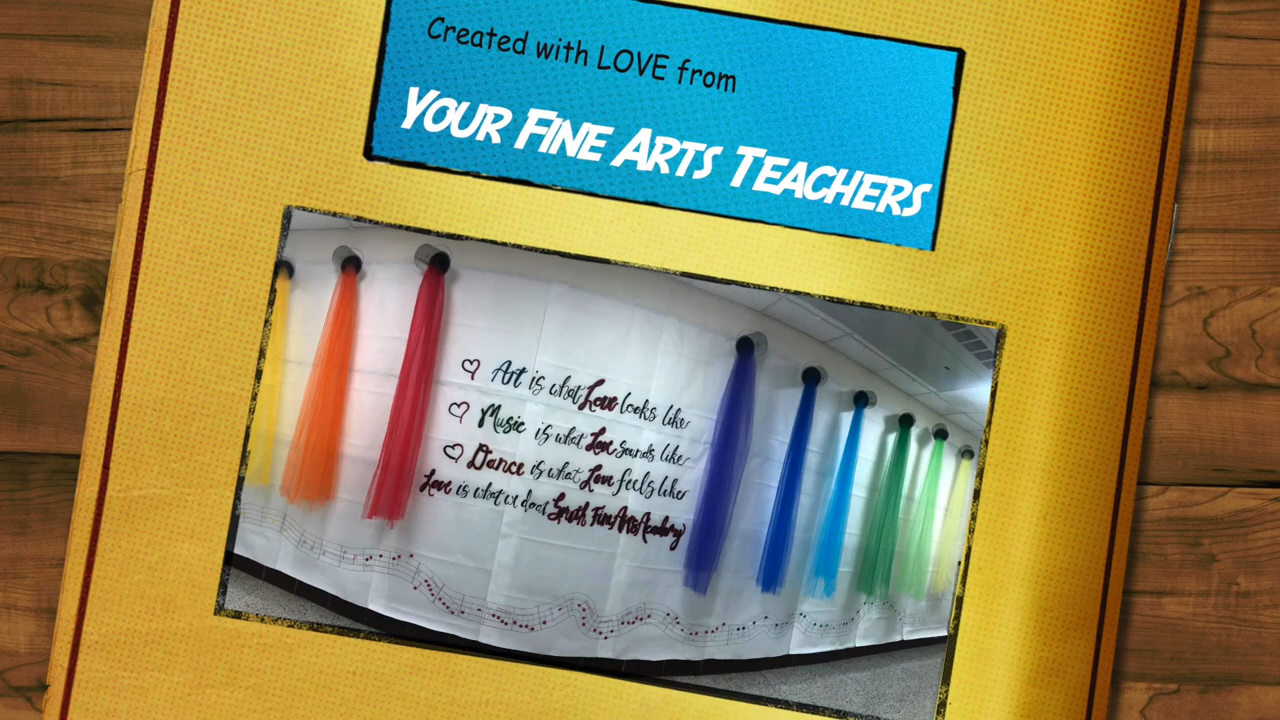 Created with LOVE from
YOUR FINE ARTS TEACHERS
Art is what Love looks like
Music is what Love sounds like
Dance is what Love feels like
Love is what we do at Smith Fine Arts Academy